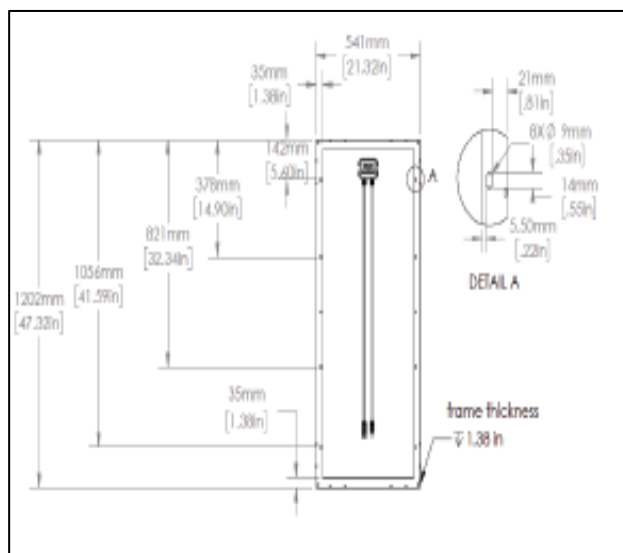 541mm
[21.32in]
35mm
[1.38in]
21mm
[.81in]
8X Ø 9mm
[.35in]
142mm
[5.60in]
A
378mm
[14.90in]
14mm
[.55in]
821mm
[32.34in]
5.50mm
[.22in]
1056mm
[41.59in]
DETAIL A
1202mm
[47.32in]
35mm
[1.38in]
frame thickness
↧ 1.38 in